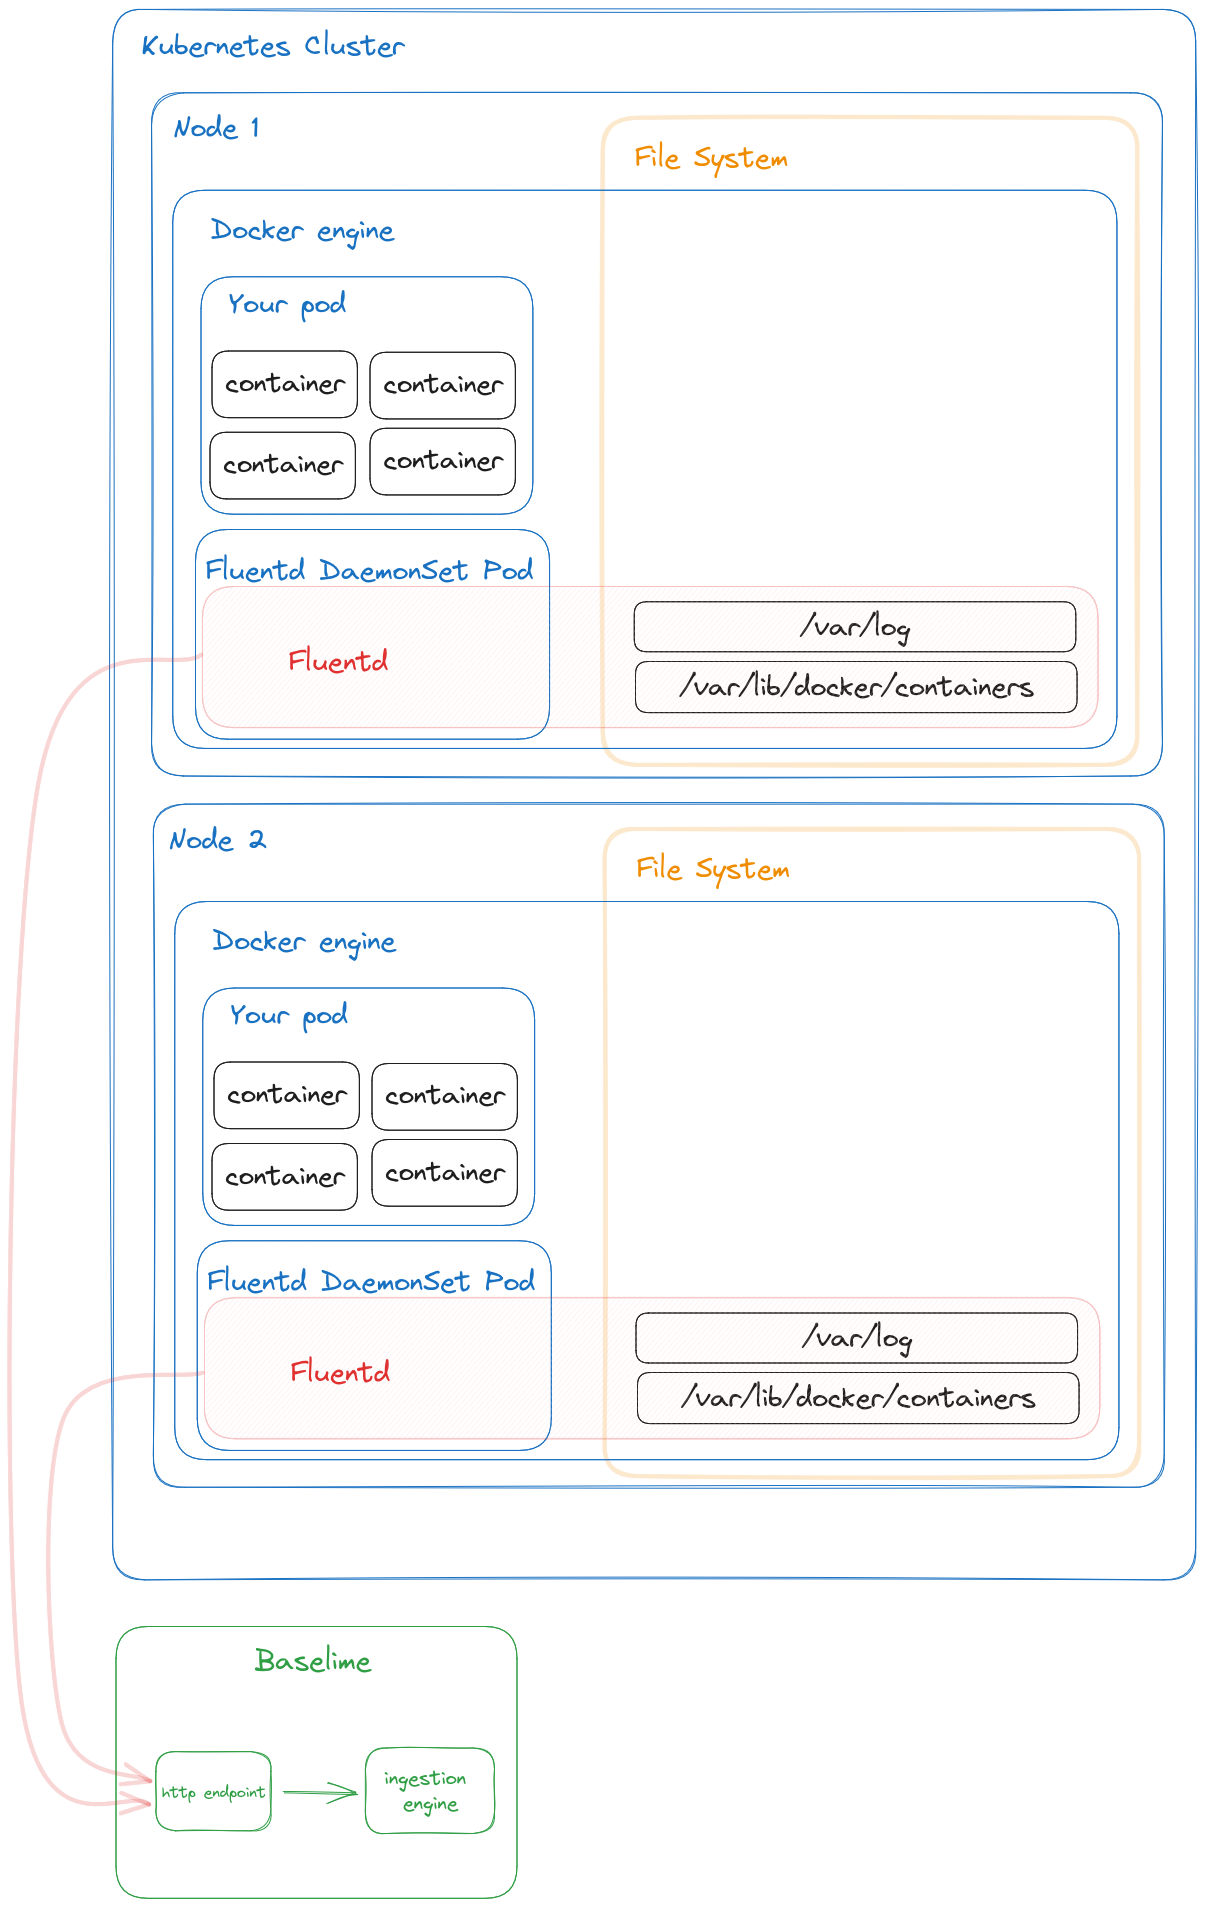 Kubernetes Cluster
Node 1
File System
Docker engine
Your pod
container
container
container
container
Fluentd DaemonSet Pod
Fluentd
/var/log
/var/lib/docker/containers
Node 2
File System
Docker engine
Your pod
container
container
container
container
Fluentd DaemonSet Pod
Fluentd
/var/log
/var/lib/docker/containers
Baselime
http endpoint
ingestion
engine